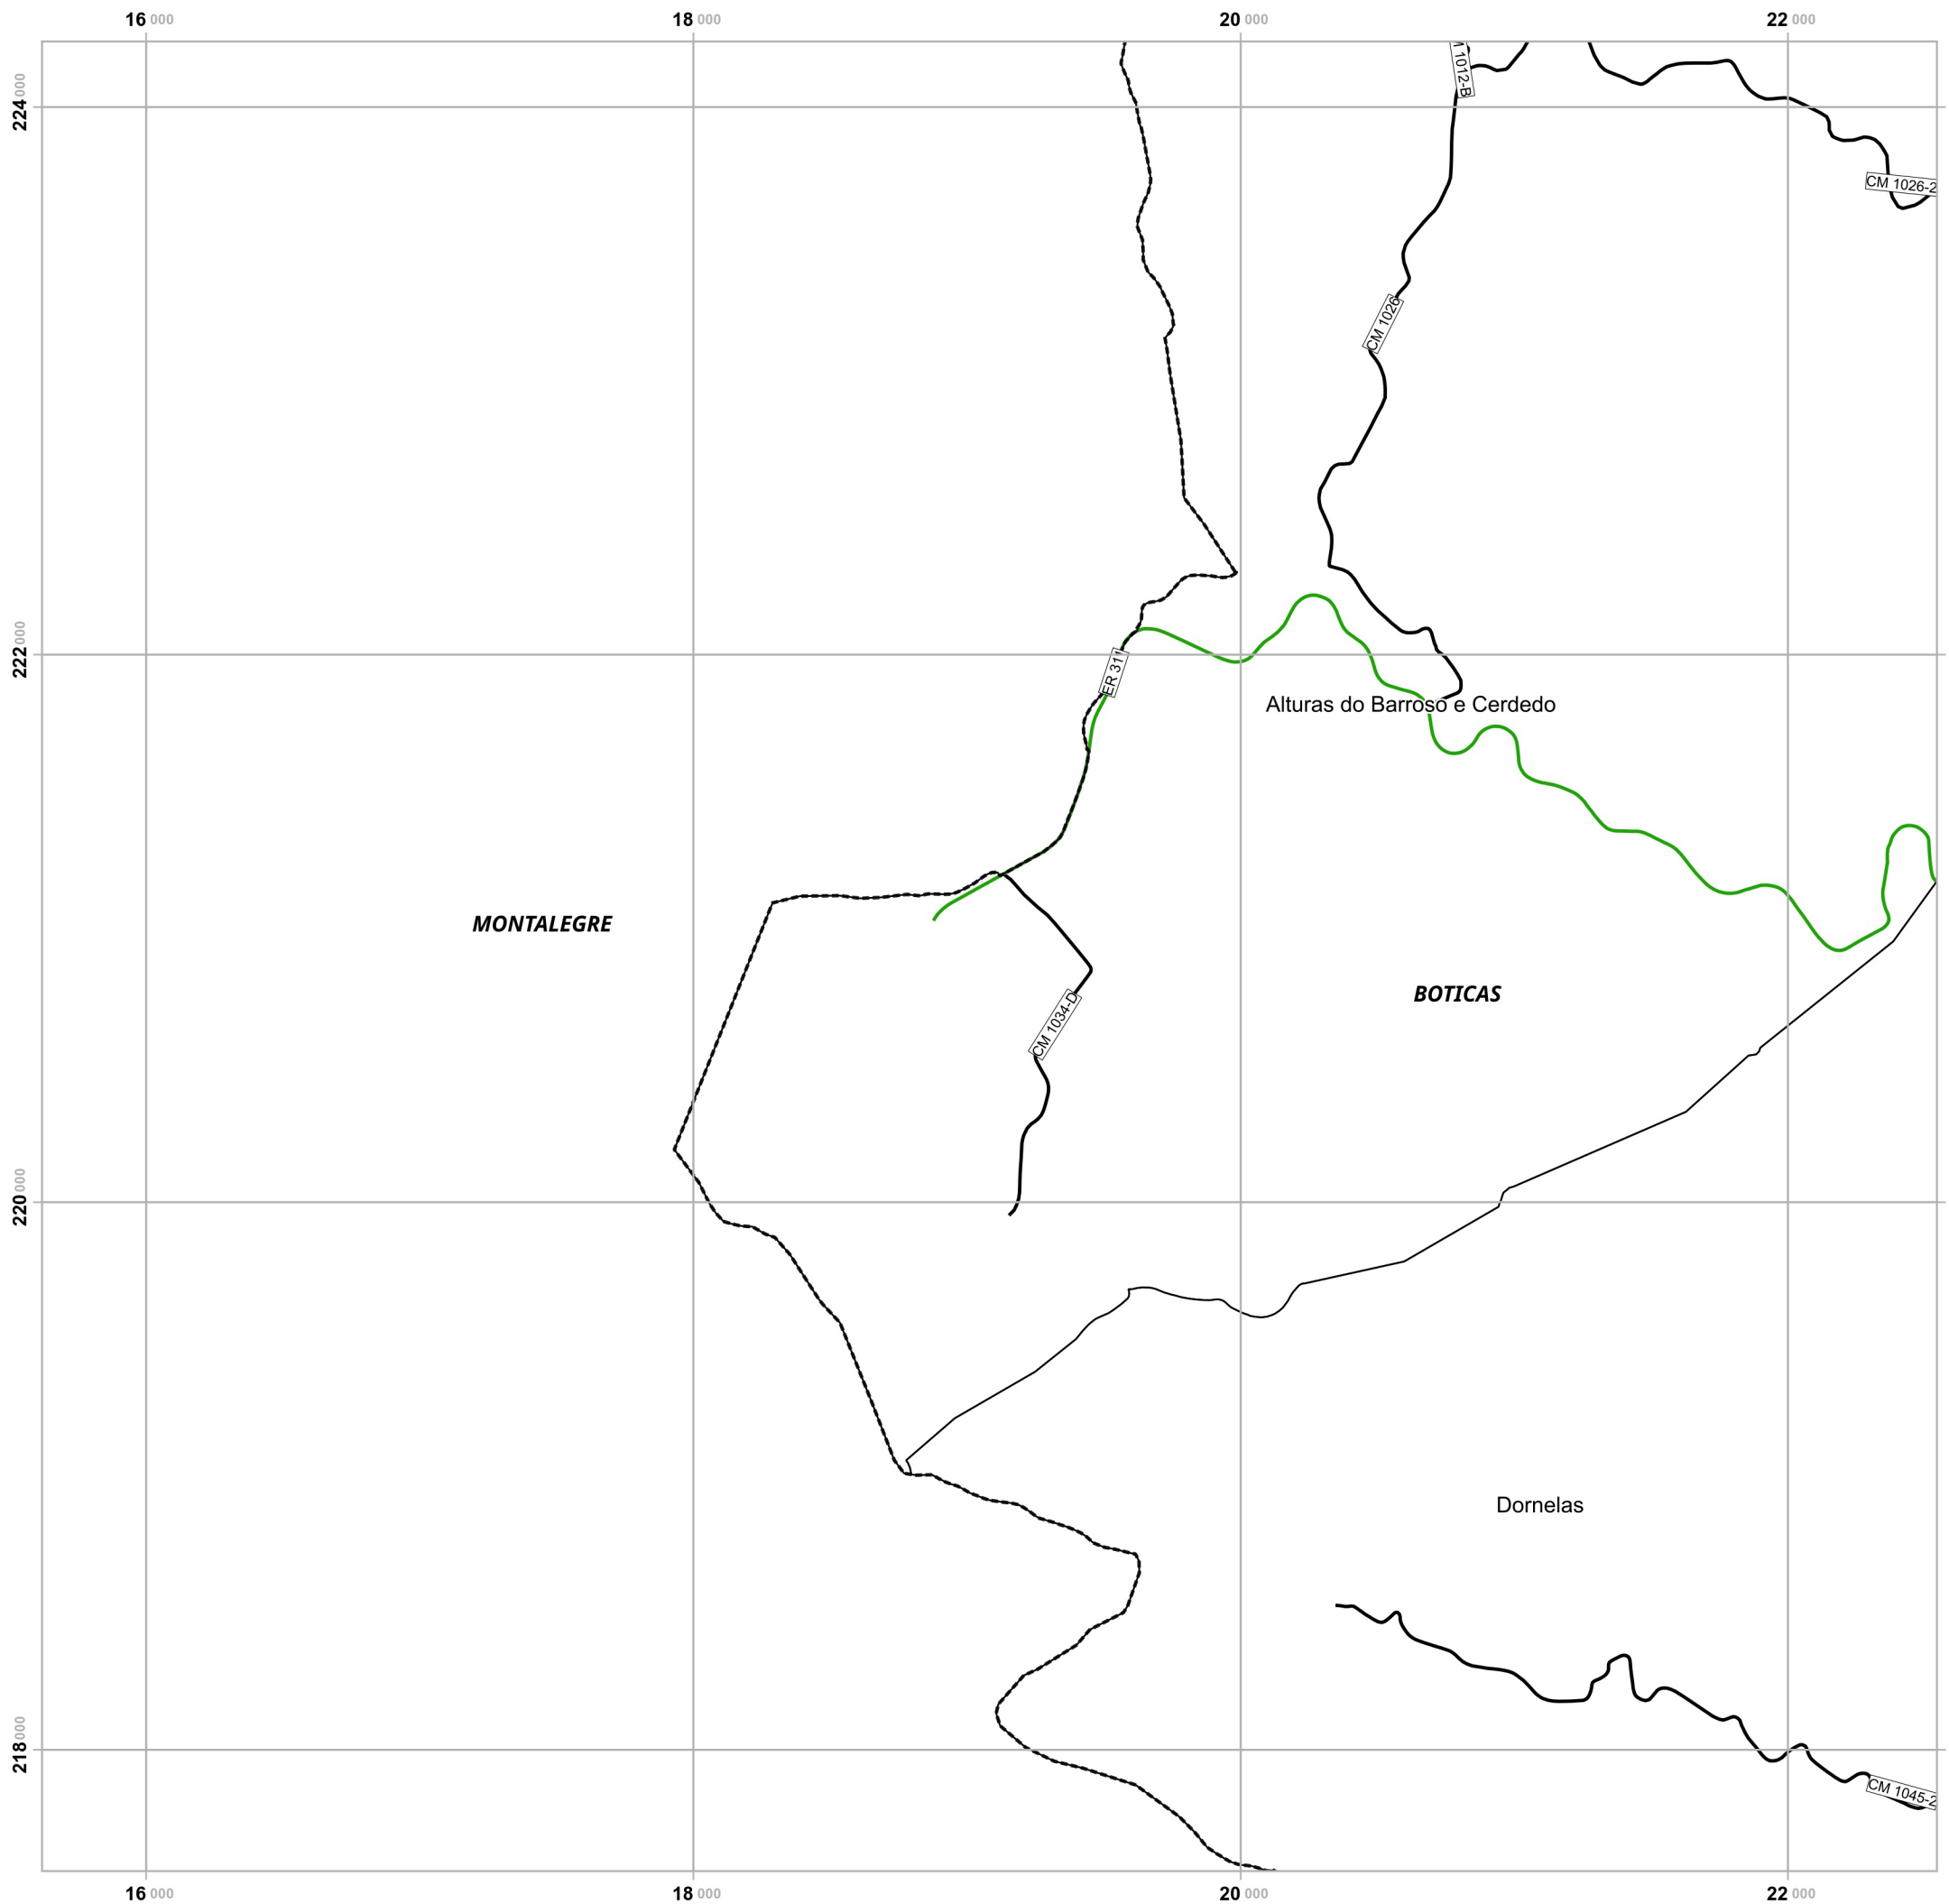 16 000
18 000
20 000
22 000
224 000
M 1012-B
CM 1026-2
CM 1026
222 000
ER 311
Alturas do Barroso e Cerdedo
MONTALEGRE
BOTICAS
CM 1034-D
220 000
Dornelas
218 000
CM 1045-2
16 000
18 000
20 000
22 000